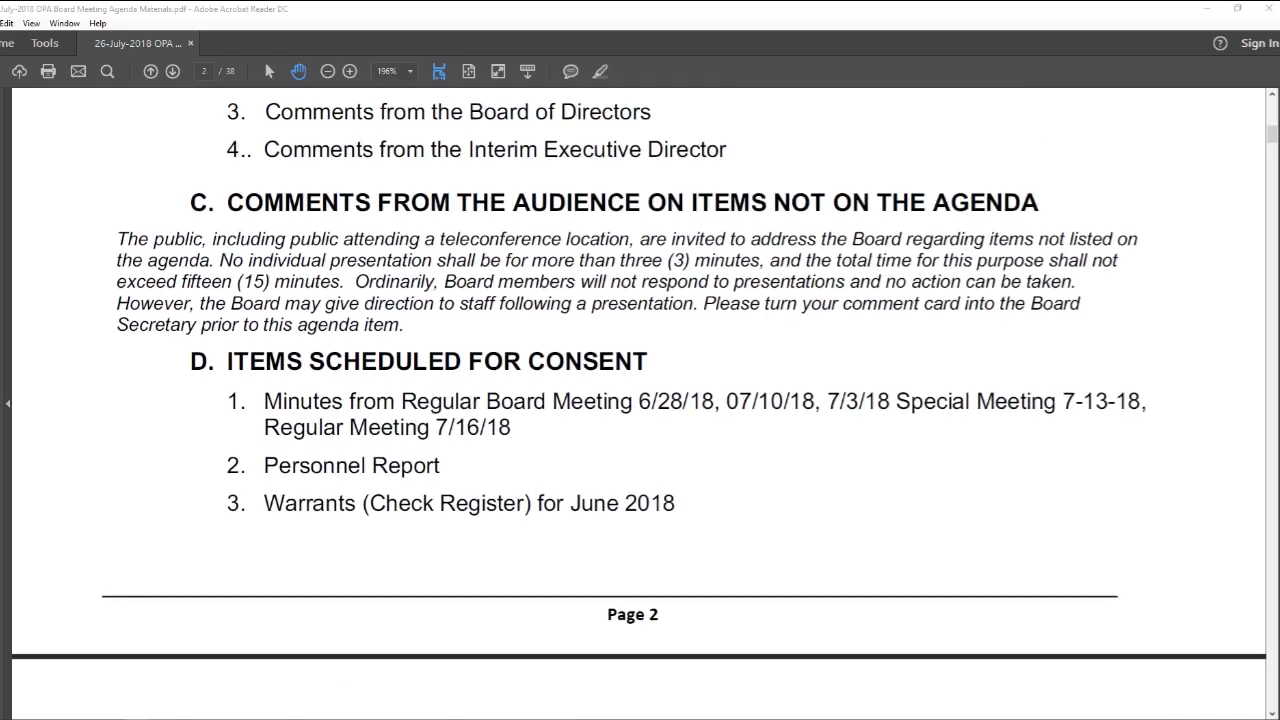 July-2018 OPA Board Meeting Agenda Materials.pdf - Adobe Acrobat Reader DC
Edit View Window Help
me Tools 26-July-2018 OPA ... × Sign In
2 / 38 196%
3. Comments from the Board of Directors
4.. Comments from the Interim Executive Director
C. COMMENTS FROM THE AUDIENCE ON ITEMS NOT ON THE AGENDA
The public, including public attending a teleconference location, are invited to address the Board regarding items not listed on
the agenda. No individual presentation shall be for more than three (3) minutes, and the total time for this purpose shall not
exceed fifteen (15) minutes. Ordinarily, Board members will not respond to presentations and no action can be taken.
However, the Board may give direction to staff following a presentation. Please turn your comment card into the Board
Secretary prior to this agenda item.
D. ITEMS SCHEDULED FOR CONSENT
1. Minutes from Regular Board Meeting 6/28/18, 07/10/18, 7/3/18 Special Meeting 7-13-18,
Regular Meeting 7/16/18
2. Personnel Report
3. Warrants (Check Register) for June 2018
Page 2